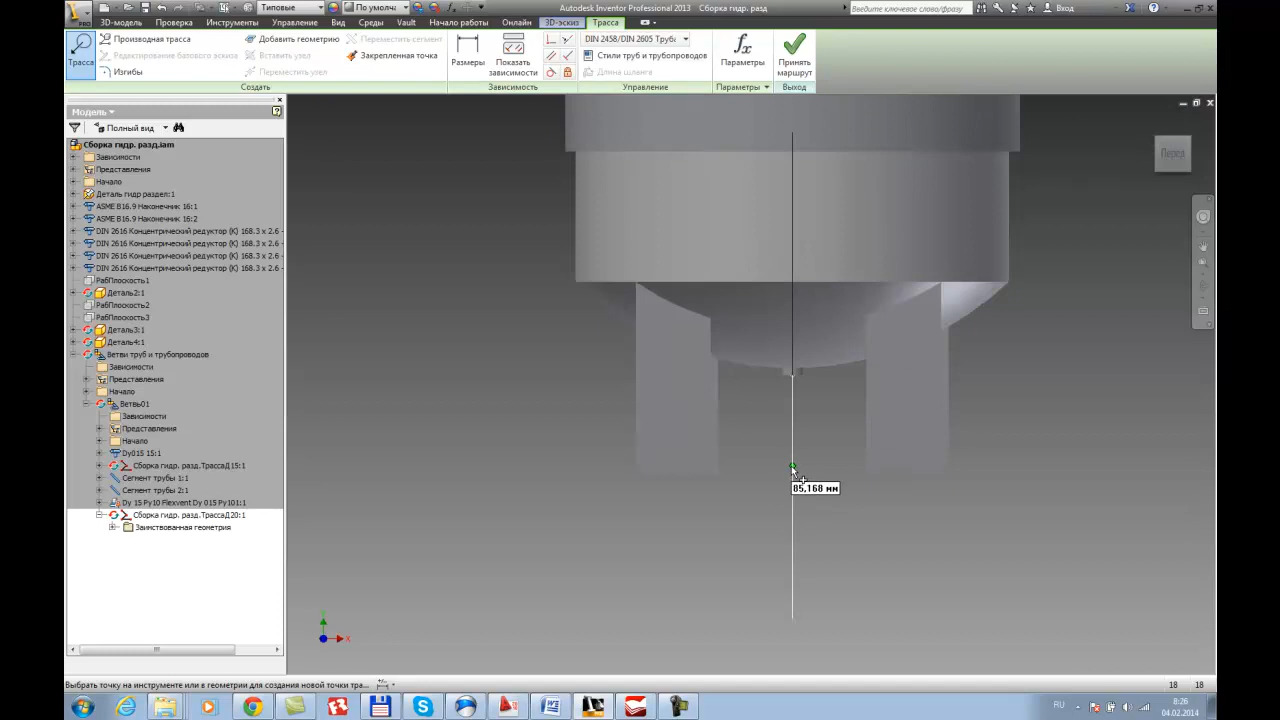 PRO
Типовые
По умолч
Autodesk Inventor Professional 2013 Сборка гидр. разд
Введите ключевое слово/фразу
Вход
3D-модель
Проверка
Инструменты
Управление
Вид
Среды
Vault
Начало работы
Онлайн
3D-эскиз
Трасса
Трасса
Производная трасса
Редактирование базового эскиза
Изгибы
Добавить геометрию
Вставить узел
Переместить узел
Переместить сегмент
Закрепленная точка
Создать
Размеры
Показать зависимости
Зависимость
DIN 2458/DIN 2605 Труб
Стили труб и трубопроводов
Длина шланга
Управление
Параметры
Параметры
Принять маршрут
Выход
Модель
Полный вид
Сборка гидр. разд.iam
Зависимости
Представления
Начало
Деталь гидр раздел:1
ASME B16.9 Наконечник 16:1
ASME B16.9 Наконечник 16:2
DIN 2616 Концентрический редуктор (K) 168.3 x 2.6 -
DIN 2616 Концентрический редуктор (K) 168.3 x 2.6 -
DIN 2616 Концентрический редуктор (K) 168.3 x 2.6 -
DIN 2616 Концентрический редуктор (K) 168.3 x 2.6 -
РабПлоскость1
Деталь2:1
РабПлоскость2
РабПлоскость3
Деталь3:1
Деталь4:1
Ветви труб и трубопроводов
Зависимости
Представления
Начало
Ветвь01
Зависимости
Представления
Начало
Dy015 15:1
Сборка гидр. разд.ТрассаД15:1
Сегмент трубы 1:1
Сегмент трубы 2:1
Dy 15 Py10 Flexvent Dy 015 Py101:1
Сборка гидр. разд.ТрассаД20:1
Заинствованная геометрия
Перед
85,168 мм
Y
X
Выбрать точку на инструменте или в геометрии для создания новой точки тра...
18
18
RU
8:26
04.02.2014